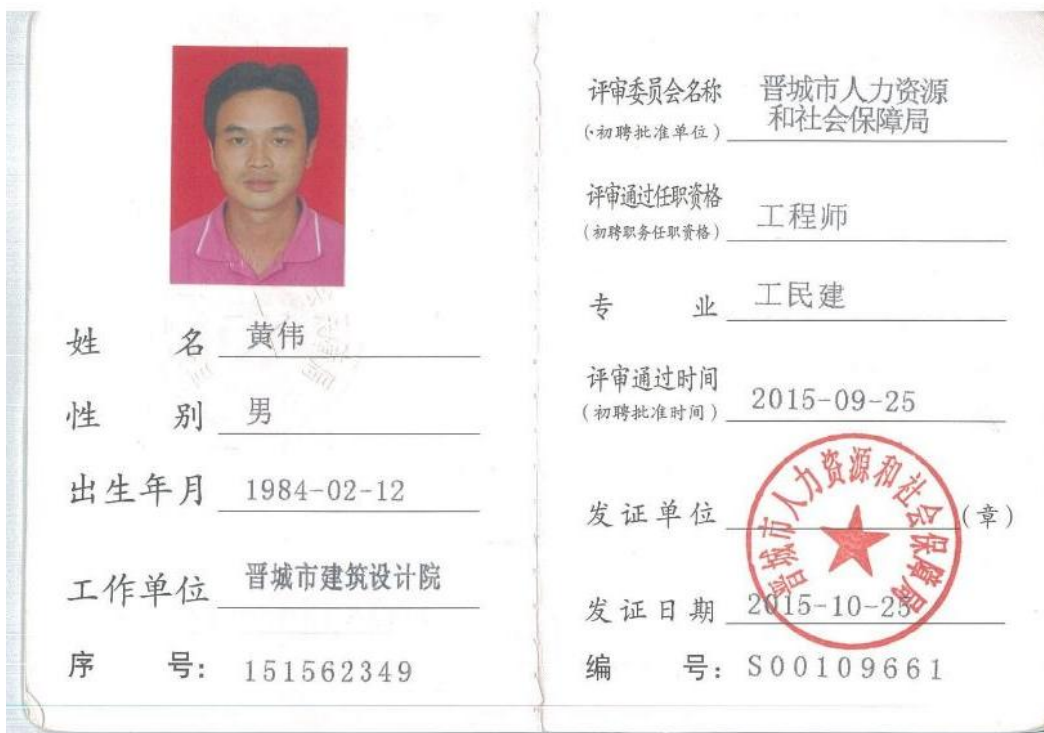 姓 名 黄伟
性 别 男
出生年月 1984-02-12
工作单位 晋城市建筑设计院
序 号: 151562349
评审委员会名称 晋城市人力资源
(初聘批准单位) 和社会保障局
评审通过任职资格 工程师
(初聘职务任职资格)
专 业 工民建
评审通过时间 2015-09-25
(初聘批准时间)
发证单位 (章)
晋城市人力资源和社会保障局
发证日期 2015-10-25
编 号: S00109661